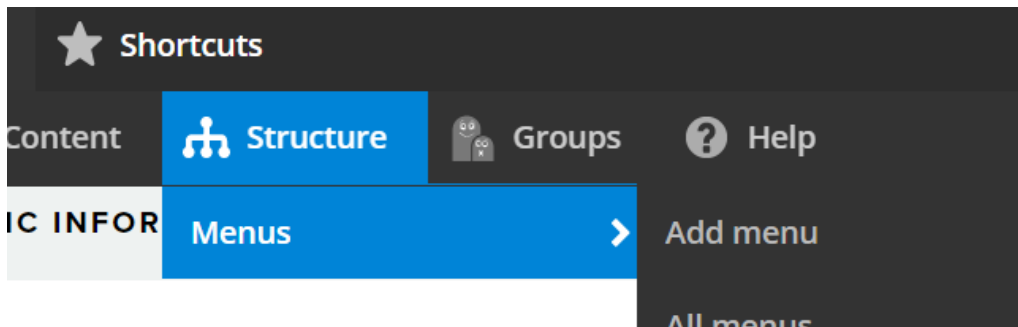 Shortcuts
Content Structure Groups Help
IC INFOR Menus Add menu
All menus